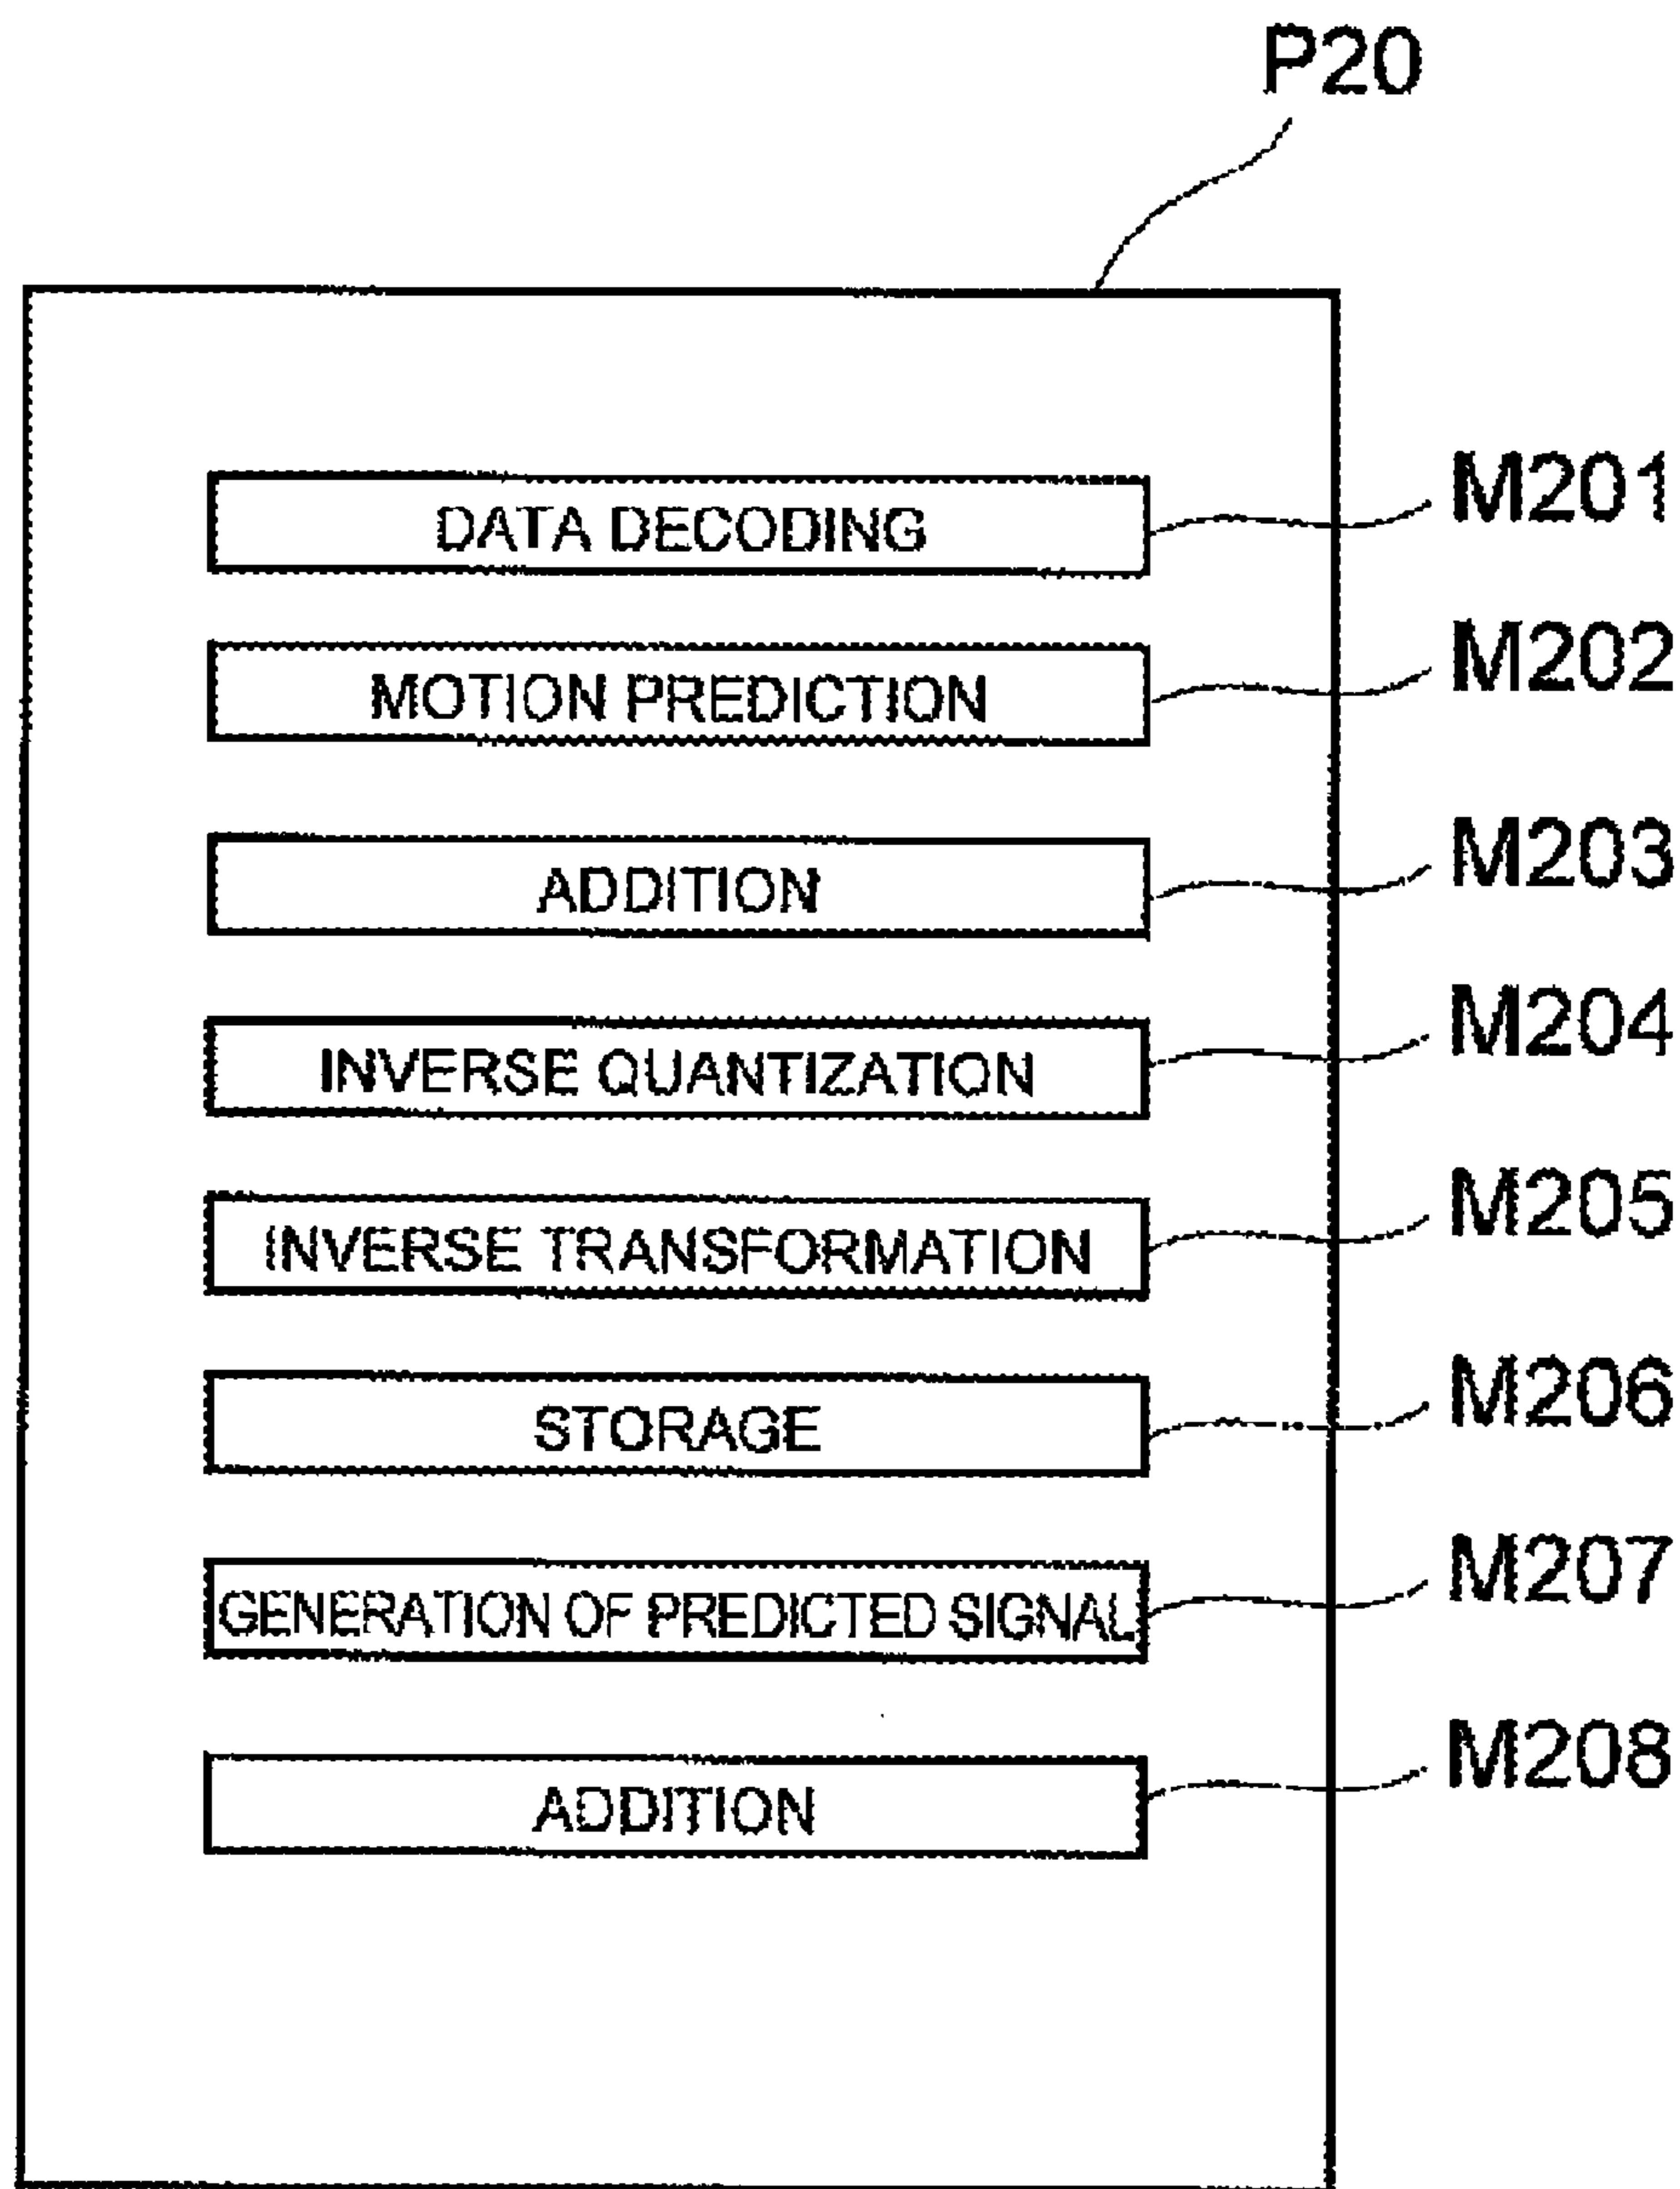 P20
DATA DECODING M201
MOTION PREDICTION M202
ADDITION M203
INVERSE QUANTIZATION M204
INVERSE TRANSFORMATION M205
STORAGE M206
GENERATION OF PREDICTED SIGNAL M207
ADDITION M208